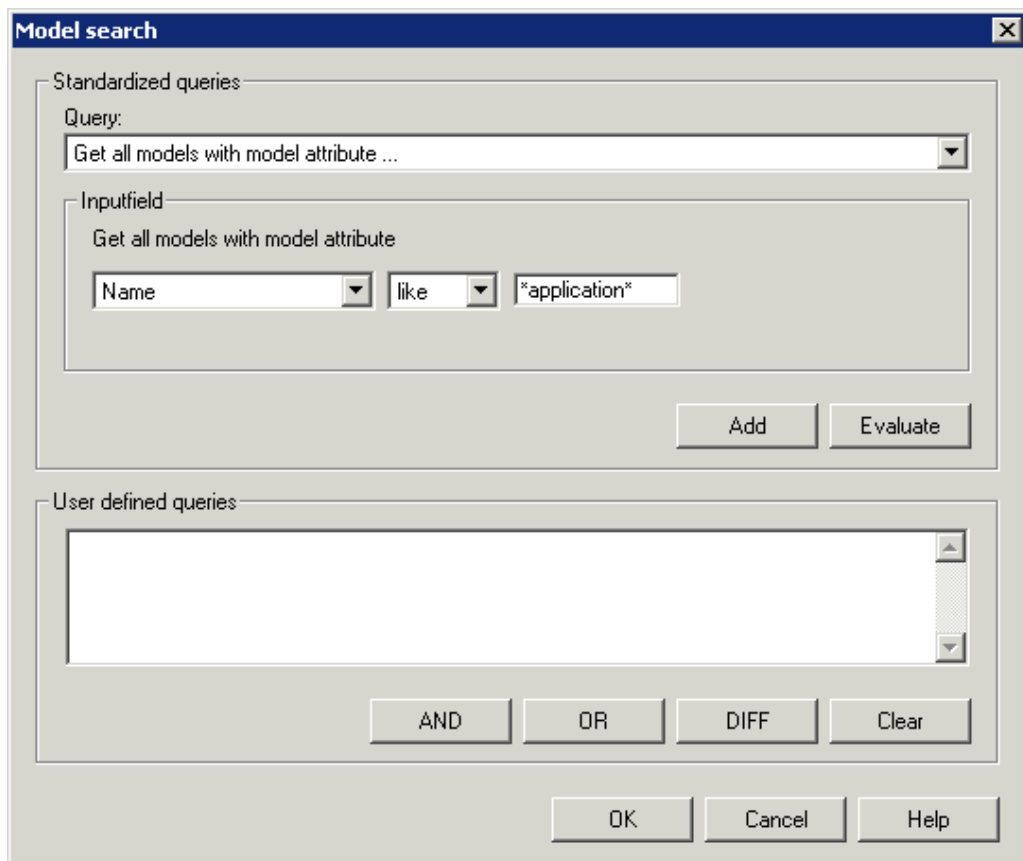 Model search
Standardized queries
Query:
Get all models with model attribute ...
Inputfield
Get all models with model attribute
Name like *application*
Add Evaluate
User defined queries
AND OR DIFF Clear
OK Cancel Help